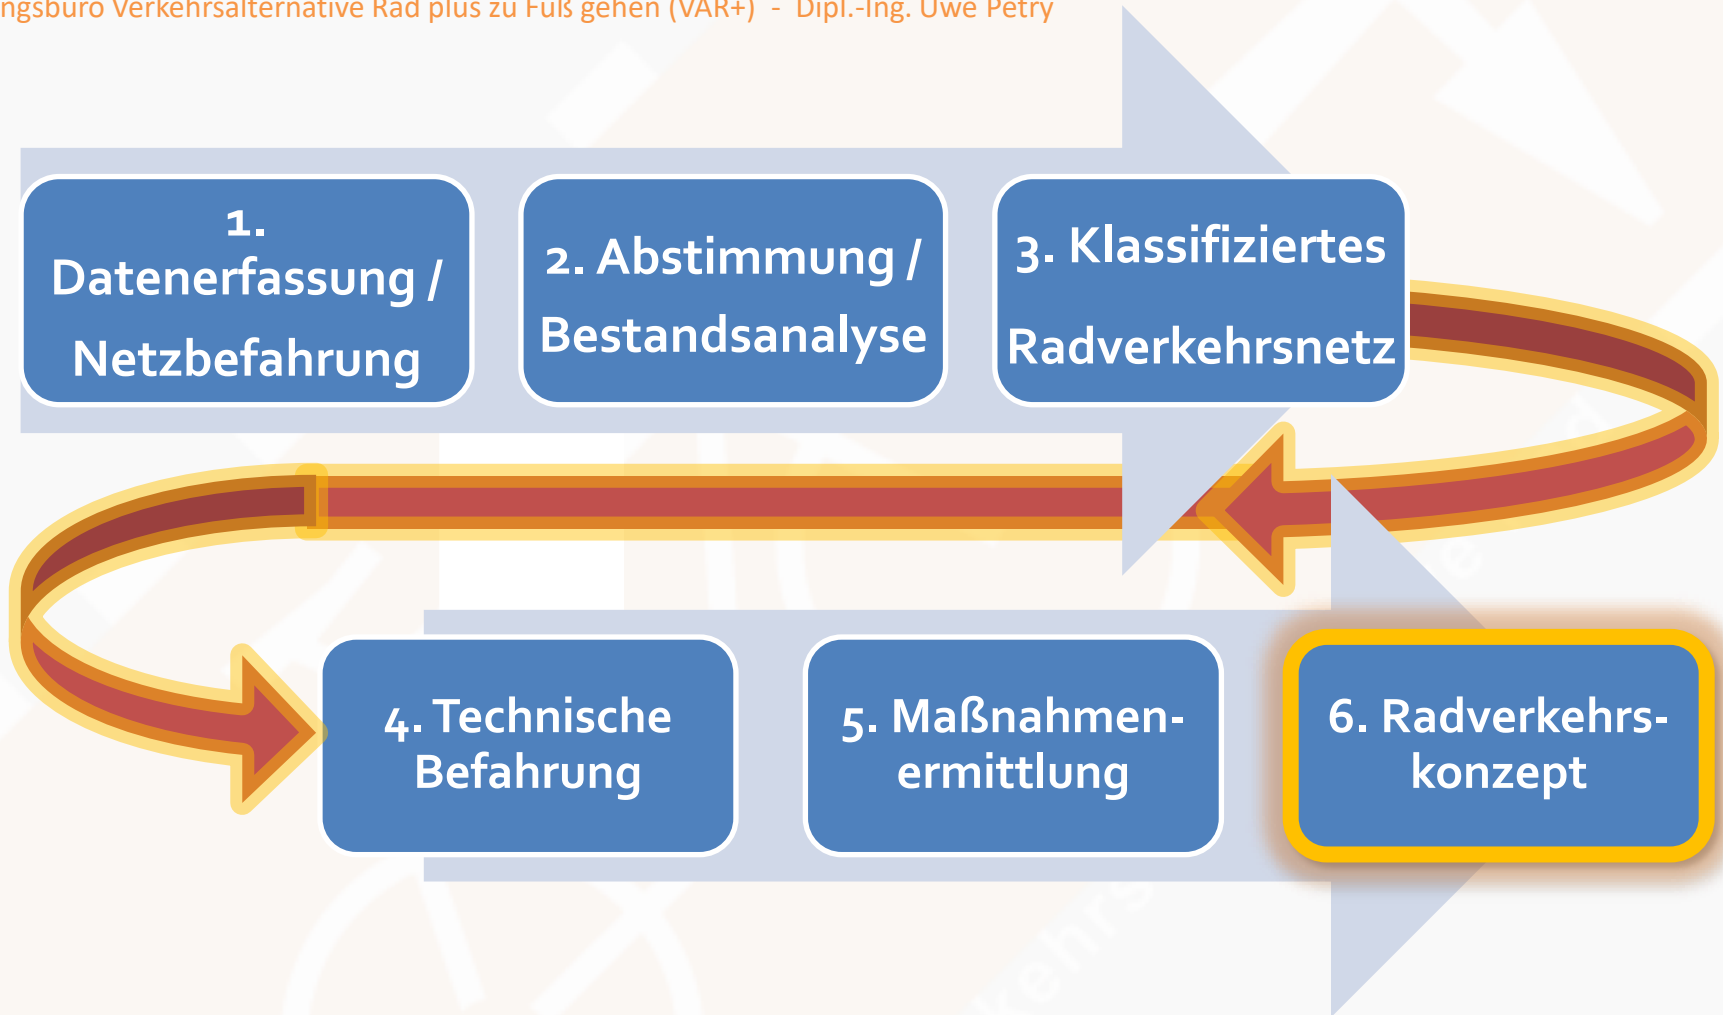 ngsbüro Verkehrsalternative Rad plus zu Fuß gehen (VAR+) - Dipl.-Ing. Uwe Petry
1.
Datenerfassung /
Netzbefahrung
2. Abstimmung /
Bestandsanalyse
3. Klassifiziertes
Radverkehrsnetz
4. Technische
Befahrung
5. Maßnahmen-
ermittlung
6. Radverkehrs-
konzept